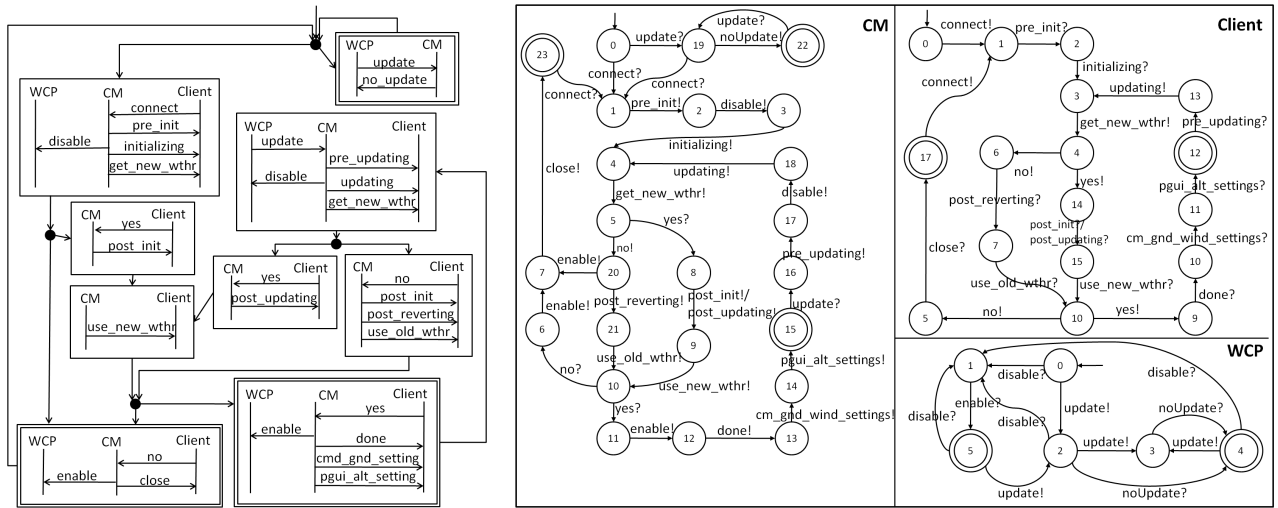 WCP CM
update
no_update
WCP CM Client
connect
pre_init
disable
initializing
get_new_wthr
WCP CM Client
update
pre_updating
disable
updating
get_new_wthr
CM Client
yes
post_init
CM Client
yes
post_updating
CM Client
no
post_init
post_reverting
use_old_wthr
CM Client
use_new_wthr
WCP CM Client
yes
enable
done
cmd_gnd_setting
pgui_alt_setting
WCP CM Client
no
enable
close
CM
update?
noUpdate!
23 0 update? 19 22
connect? connect?
connect?
1 pre_init! 2 disable! 3
initializing!
4 updating! 18
close! get_new_wthr! disable!
5 yes? 17
no! pre_updating!
7 enable! 20 8 16
enable! post_reverting! post_init!/
post_updating! update?
6 21 9 15
use_old_wthr! pgui_alt_settings!
no? 10 use_new_wthr! 14
yes? cm_gnd_wind_settings!
11 enable! 12 done! 13
Client
0 connect! 1 pre_init? 2
initializing?
connect! 3 updating! 13
get_new_wthr! pre_updating?
17 6 no! 4 12
yes! pgui_alt_settings?
post_reverting? 14 11
post_init?/
post_updating? cm_gnd_wind_settings?
close? 7 15 10
use_old_wthr? use_new_wthr? done?
5 no! 10 yes! 9
WCP
1 disable? 0 disable?
enable? update! noUpdate?
disable? disable?
5 2 update! 3 update! 4
update! noUpdate?